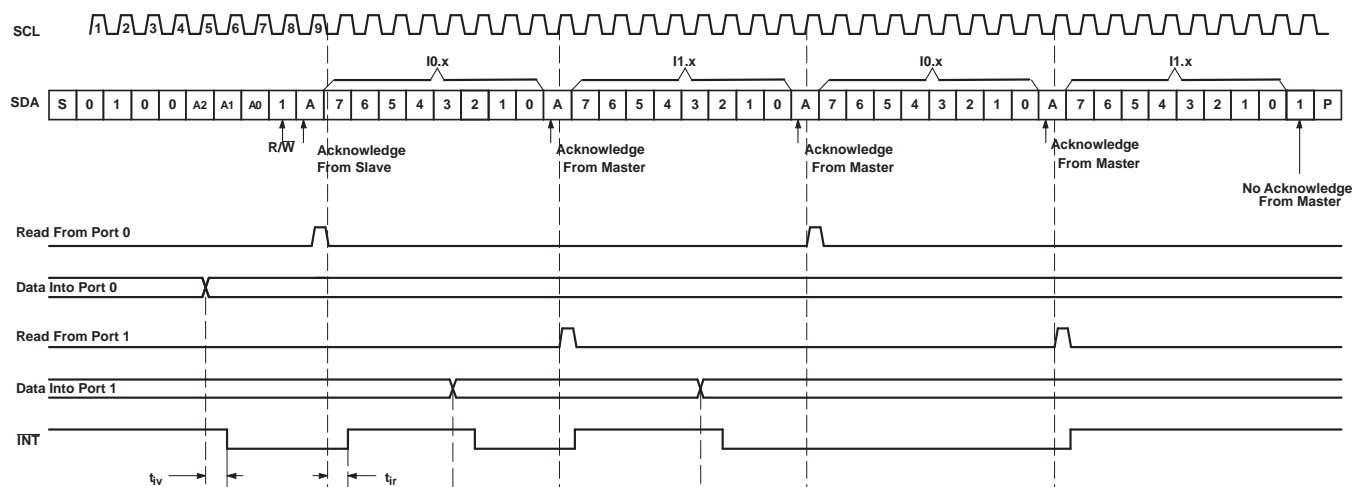 SCL
1 2 3 4 5 6 7 8 9
I0.x I1.x I0.x I1.x
SDA S 0 1 0 0 A2 A1 A0 1 A 7 6 5 4 3 2 1 0 A 7 6 5 4 3 2 1 0 A 7 6 5 4 3 2 1 0 A 7 6 5 4 3 2 1 0 1 P
R/W̅
Acknowledge
From Slave
Acknowledge
From Master
Acknowledge
From Master
Acknowledge
From Master
No Acknowledge
From Master
Read From Port 0
Data Into Port 0
Read From Port 1
Data Into Port 1
I̅N̅T̅
tiv
tir